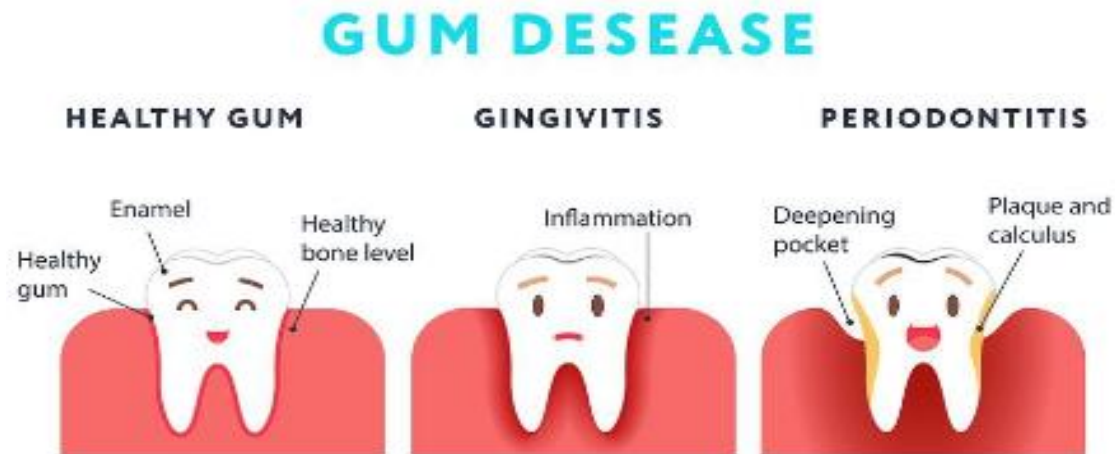 GUM DESEASE
HEALTHY GUM
GINGIVITIS
PERIODONTITIS
Enamel
Healthy
gum
Healthy
bone level
Inflammation
Deepening
pocket
Plaque and
calculus